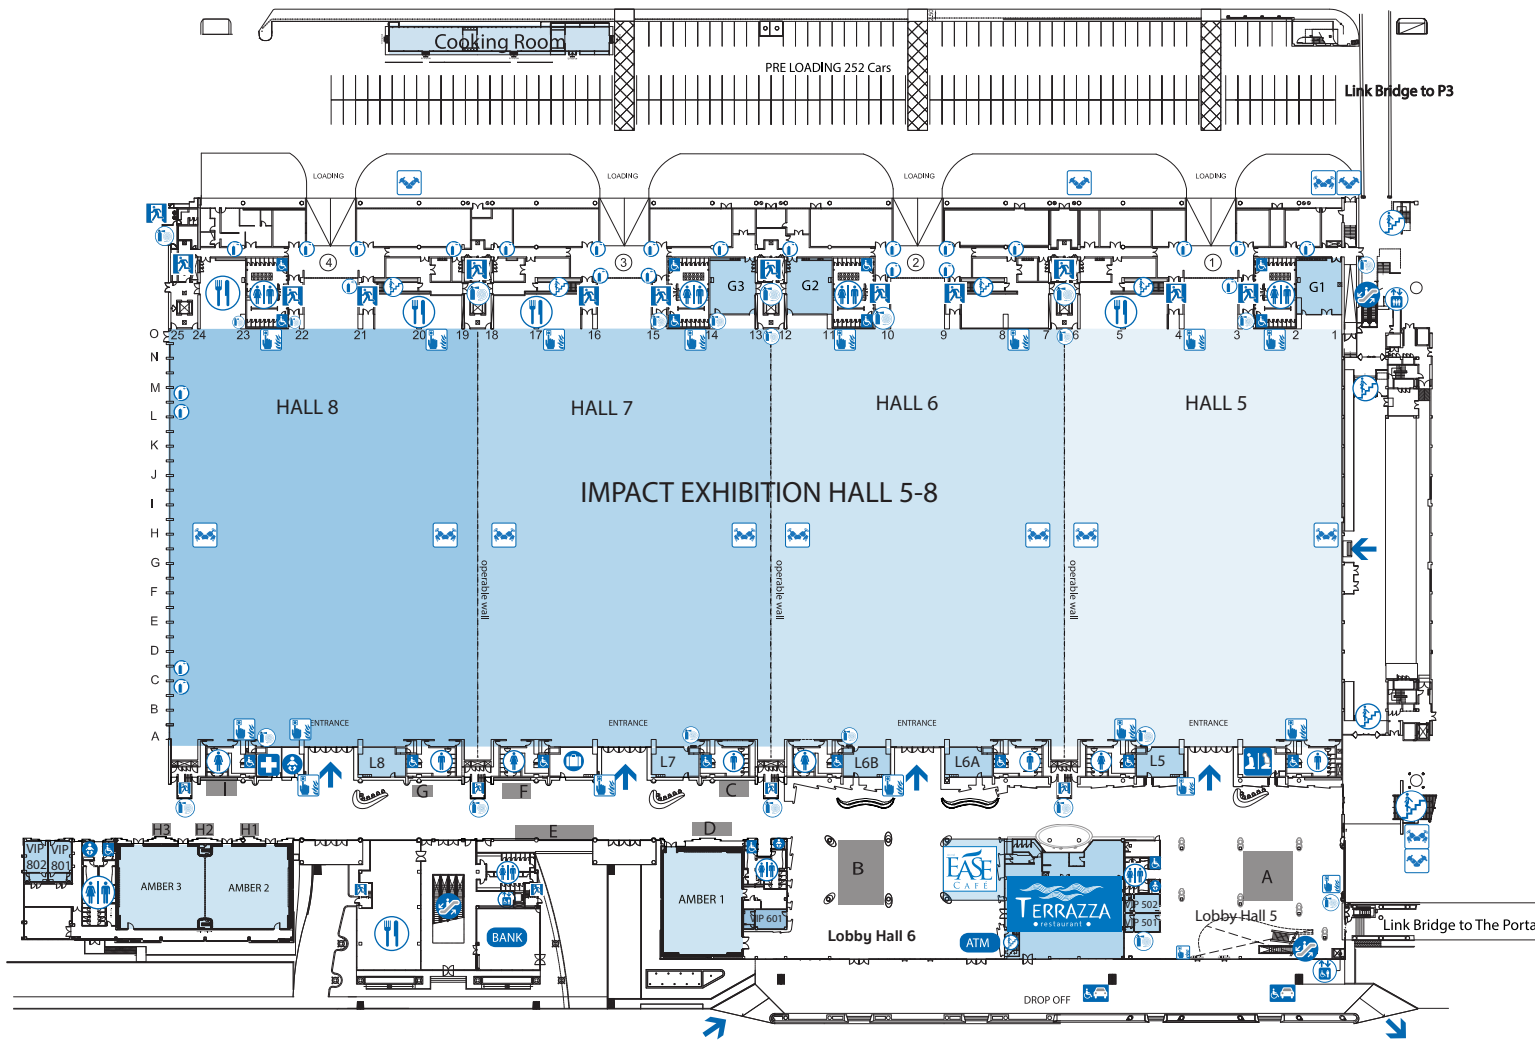 Cooking Room
PRE LOADING 252 Cars
Link Bridge to P3
LOADING
LOADING
LOADING
LOADING
4
3
2
1
G3
G2
G1
O
25
24
23
22
21
20
19
18
17
16
15
14
13
12
11
10
9
8
7
6
5
4
3
2
1
N
M
L
K
J
I
H
G
F
E
D
C
B
A
HALL 8
HALL 7
HALL 6
HALL 5
IMPACT EXHIBITION HALL 5-8
operable wall
operable wall
operable wall
ENTRANCE
ENTRANCE
ENTRANCE
ENTRANCE
L8
L7
L6B
L6A
L5
I
G
F
C
H3
H2
H1
E
D
B
A
VIP
802
VIP
801
AMBER 3
AMBER 2
AMBER 1
VIP 601
EASE
CAFE
TERRAZZA
• restaurant •
VIP 502
VIP 501
Lobby Hall 5
Lobby Hall 6
BANK
ATM
Link Bridge to The Porta
DROP OFF